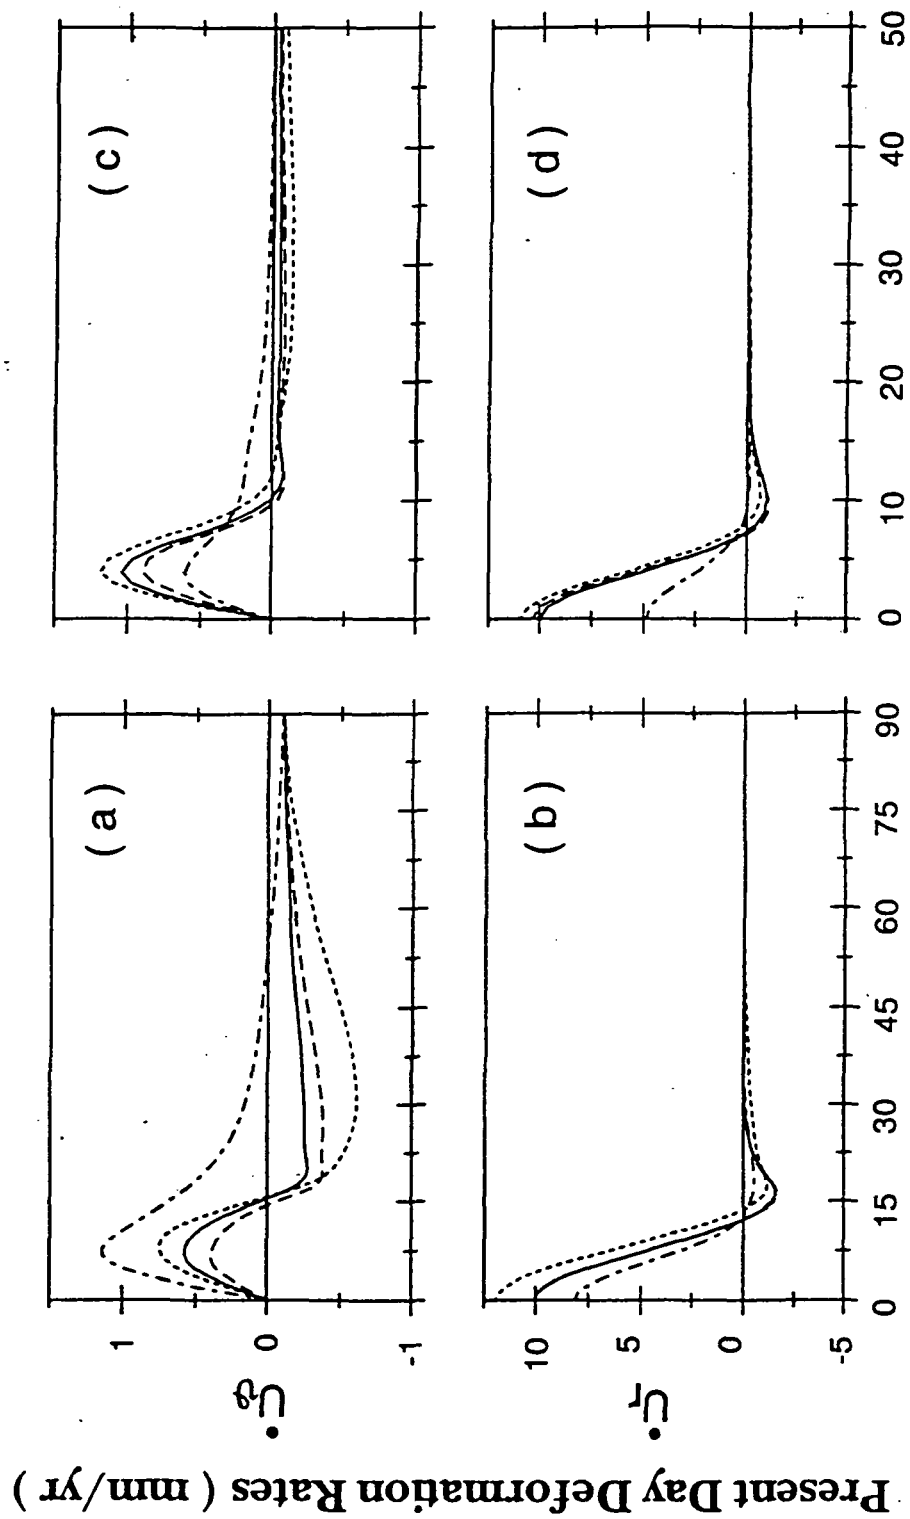 Present Day Deformation Rates ( mm/yr )
U̇ϑ
1
0
-1
( a )
( c )
U̇r
10
5
0
-5
( b )
( d )
0 15 30 45 60 75 90
0 10 20 30 40 50